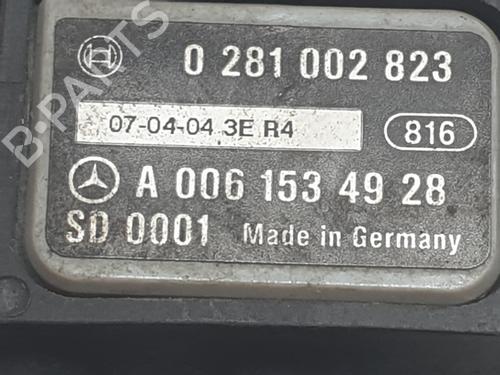 0 281 002 823
07-04-04 3E R4
816
A 006 153 49 28
SD 0001 Made in Germany
B-PARTS